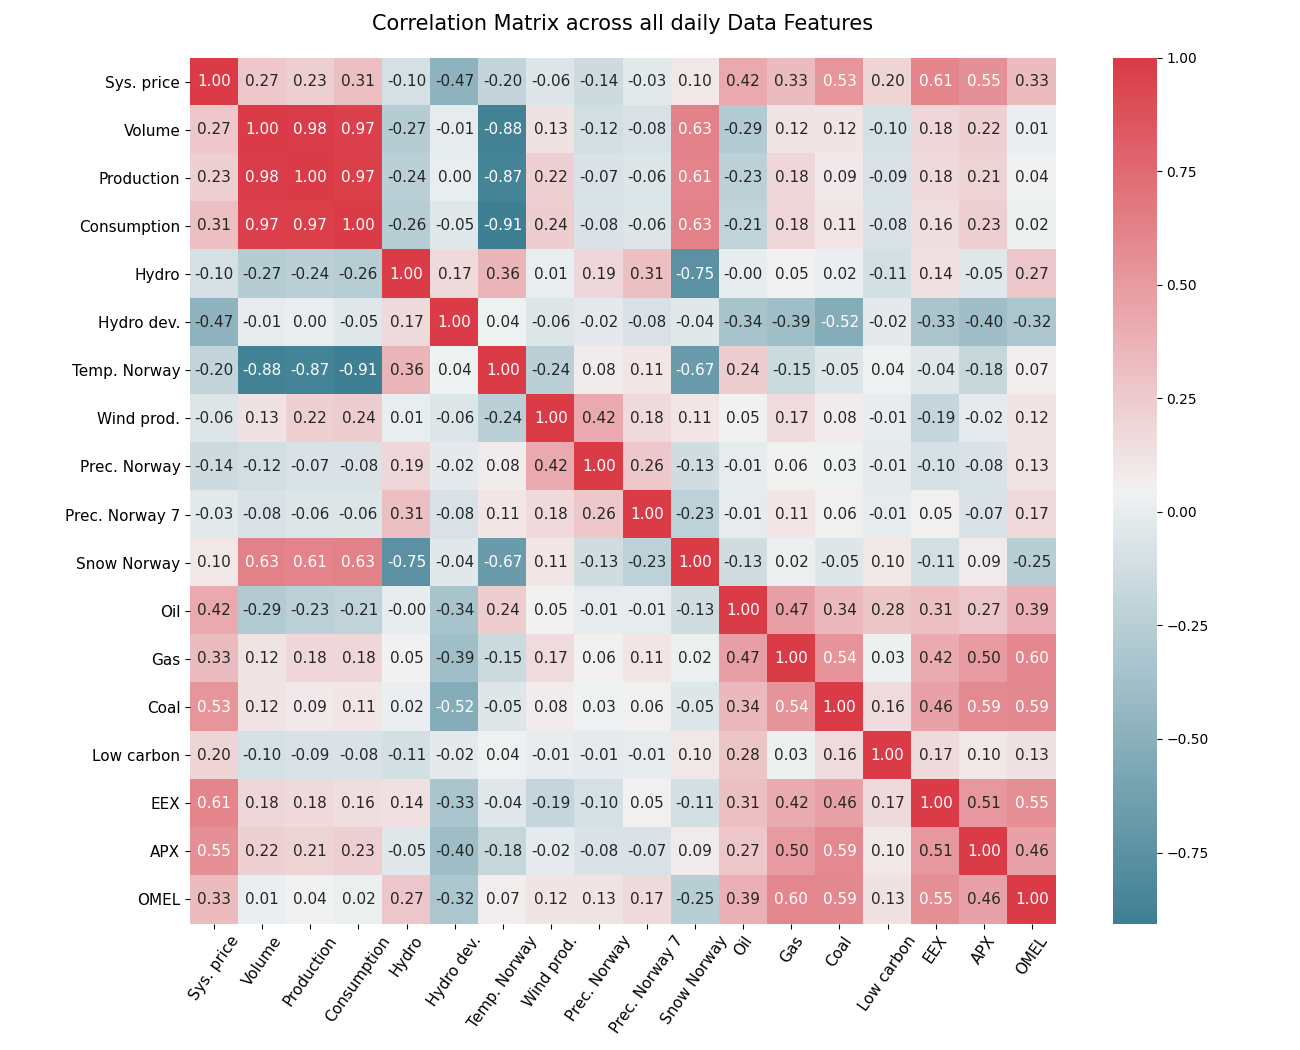 Correlation Matrix across all daily Data Features
Sys. price 1.00 0.27 0.23 0.31 -0.10 -0.47 -0.20 -0.06 -0.14 -0.03 0.10 0.42 0.33 0.53 0.20 0.61 0.55 0.33
Volume 0.27 1.00 0.98 0.97 -0.27 -0.01 -0.88 0.13 -0.12 -0.08 0.63 -0.29 0.12 0.12 -0.10 0.18 0.22 0.01
Production 0.23 0.98 1.00 0.97 -0.24 0.00 -0.87 0.22 -0.07 -0.06 0.61 -0.23 0.18 0.09 -0.09 0.18 0.21 0.04
Consumption 0.31 0.97 0.97 1.00 -0.26 -0.05 -0.91 0.24 -0.08 -0.06 0.63 -0.21 0.18 0.11 -0.08 0.16 0.23 0.02
Hydro -0.10 -0.27 -0.24 -0.26 1.00 0.17 0.36 0.01 0.19 0.31 -0.75 -0.00 0.05 0.02 -0.11 0.14 -0.05 0.27
Hydro dev. -0.47 -0.01 0.00 -0.05 0.17 1.00 0.04 -0.06 -0.02 -0.08 -0.04 -0.34 -0.39 -0.52 -0.02 -0.33 -0.40 -0.32
Temp. Norway -0.20 -0.88 -0.87 -0.91 0.36 0.04 1.00 -0.24 0.08 0.11 -0.67 0.24 -0.15 -0.05 0.04 -0.04 -0.18 0.07
Wind prod. -0.06 0.13 0.22 0.24 0.01 -0.06 -0.24 1.00 0.42 0.18 0.11 0.05 0.17 0.08 -0.01 -0.19 -0.02 0.12
Prec. Norway -0.14 -0.12 -0.07 -0.08 0.19 -0.02 0.08 0.42 1.00 0.26 -0.13 -0.01 0.06 0.03 -0.01 -0.10 -0.08 0.13
Prec. Norway 7 -0.03 -0.08 -0.06 -0.06 0.31 -0.08 0.11 0.18 0.26 1.00 -0.23 -0.01 0.11 0.06 -0.01 0.05 -0.07 0.17
Snow Norway 0.10 0.63 0.61 0.63 -0.75 -0.04 -0.67 0.11 -0.13 -0.23 1.00 -0.13 0.02 -0.05 0.10 -0.11 0.09 -0.25
Oil 0.42 -0.29 -0.23 -0.21 -0.00 -0.34 0.24 0.05 -0.01 -0.01 -0.13 1.00 0.47 0.34 0.28 0.31 0.27 0.39
Gas 0.33 0.12 0.18 0.18 0.05 -0.39 -0.15 0.17 0.06 0.11 0.02 0.47 1.00 0.54 0.03 0.42 0.50 0.60
Coal 0.53 0.12 0.09 0.11 0.02 -0.52 -0.05 0.08 0.03 0.06 -0.05 0.34 0.54 1.00 0.16 0.46 0.59 0.59
Low carbon 0.20 -0.10 -0.09 -0.08 -0.11 -0.02 0.04 -0.01 -0.01 -0.01 0.10 0.28 0.03 0.16 1.00 0.17 0.10 0.13
EEX 0.61 0.18 0.18 0.16 0.14 -0.33 -0.04 -0.19 -0.10 0.05 -0.11 0.31 0.42 0.46 0.17 1.00 0.51 0.55
APX 0.55 0.22 0.21 0.23 -0.05 -0.40 -0.18 -0.02 -0.08 -0.07 0.09 0.27 0.50 0.59 0.10 0.51 1.00 0.46
OMEL 0.33 0.01 0.04 0.02 0.27 -0.32 0.07 0.12 0.13 0.17 -0.25 0.39 0.60 0.59 0.13 0.55 0.46 1.00
Sys. price
Volume
Production
Consumption
Hydro
Hydro dev.
Temp. Norway
Wind prod.
Prec. Norway
Prec. Norway 7
Snow Norway
Oil
Gas
Coal
Low carbon
EEX
APX
OMEL
1.00
0.75
0.50
0.25
0.00
−0.25
−0.50
−0.75